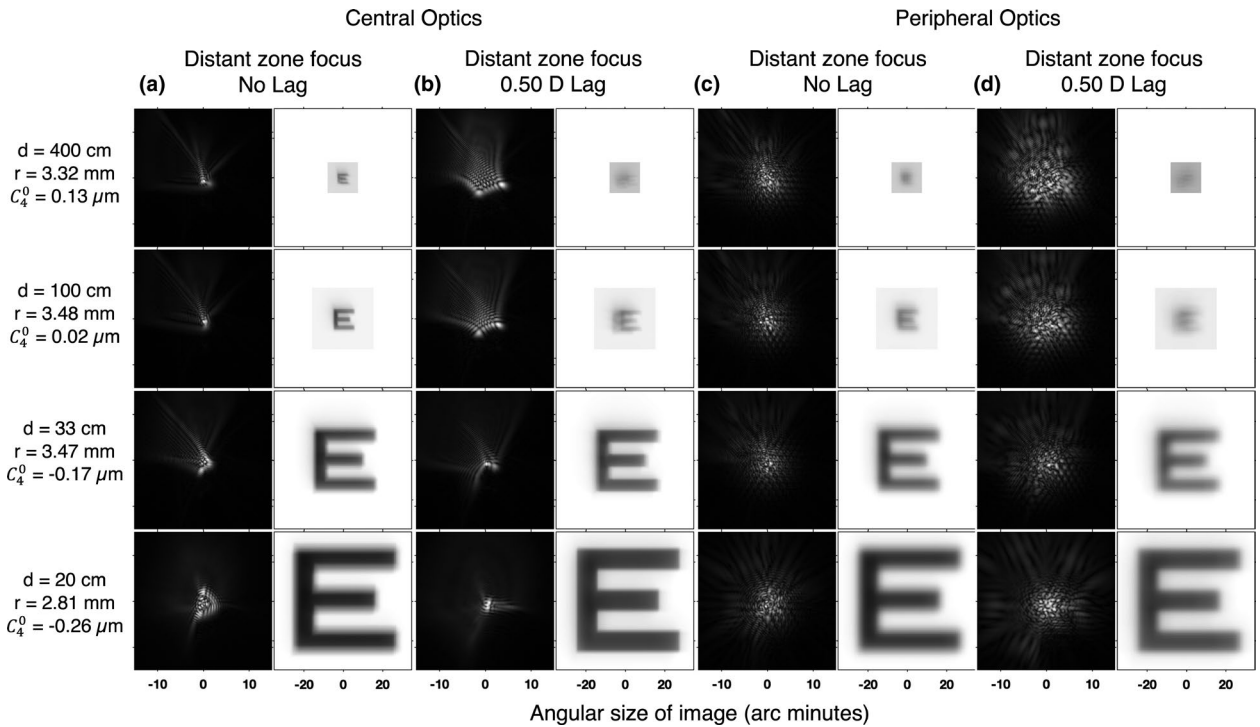 Central Optics
Peripheral Optics
Distant zone focus
(a) No Lag
Distant zone focus
(b) 0.50 D Lag
Distant zone focus
(c) No Lag
Distant zone focus
(d) 0.50 D Lag
d = 400 cm
r = 3.32 mm
C₄⁰ = 0.13 µm
E
d = 100 cm
r = 3.48 mm
C₄⁰ = 0.02 µm
E E E E
d = 33 cm
r = 3.47 mm
C₄⁰ = -0.17 µm
E E E E
d = 20 cm
r = 2.81 mm
C₄⁰ = -0.26 µm
E E E E
-10 0 10 -20 0 20 -10 0 10 -20 0 20 -10 0 10 -20 0 20 -10 0 10 -20 0 20
Angular size of image (arc minutes)